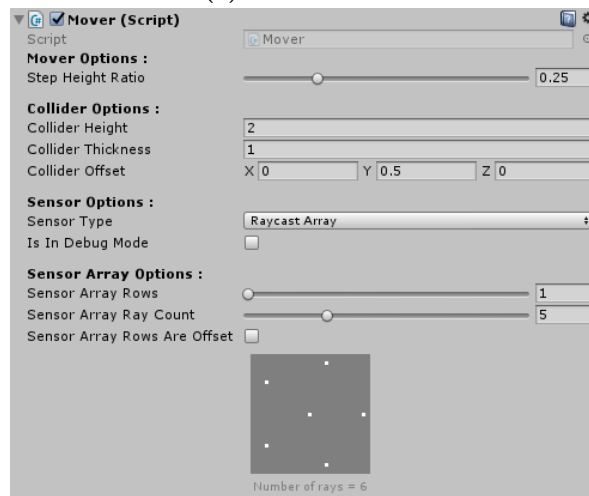 Mover (Script)
Script Mover
Mover Options :
Step Height Ratio 0.25
Collider Options :
Collider Height 2
Collider Thickness 1
Collider Offset X 0 Y 0.5 Z 0
Sensor Options :
Sensor Type Raycast Array
Is In Debug Mode
Sensor Array Options :
Sensor Array Rows 1
Sensor Array Ray Count 5
Sensor Array Rows Are Offset
Number of rays = 6